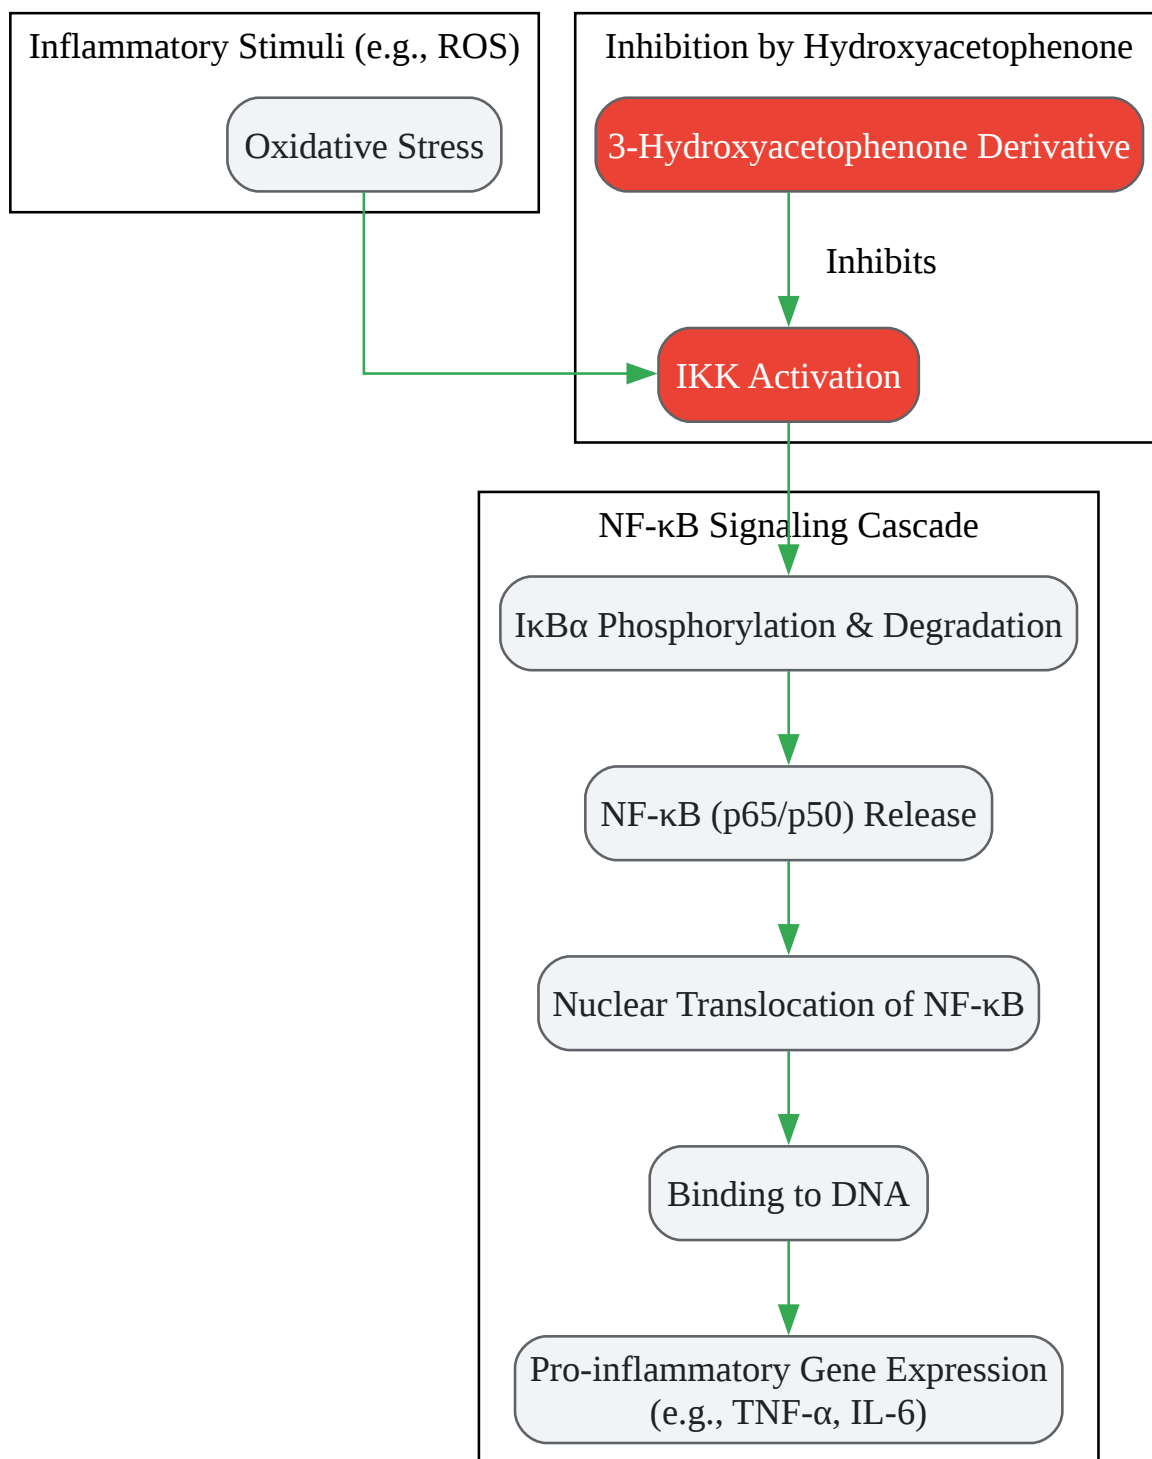 Inflammatory Stimuli (e.g., ROS)
Oxidative Stress
Inhibition by Hydroxyacetophenone
3-Hydroxyacetophenone Derivative
Inhibits
IKK Activation
NF-κB Signaling Cascade
IκBα Phosphorylation & Degradation
NF-κB (p65/p50) Release
Nuclear Translocation of NF-κB
Binding to DNA
Pro-inflammatory Gene Expression
(e.g., TNF-α, IL-6)